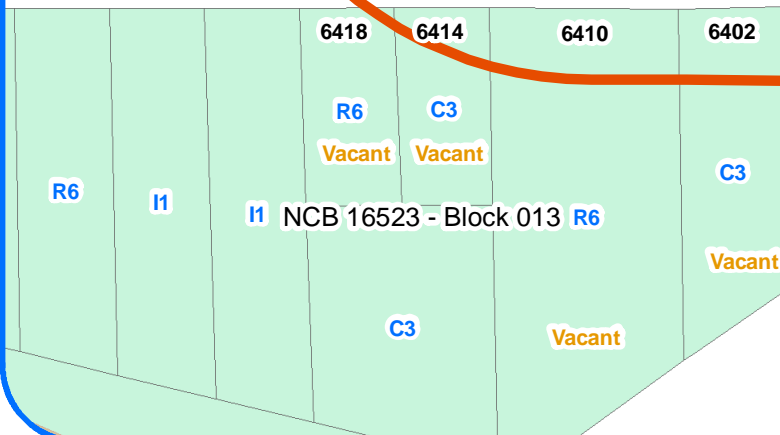 6418 6414 6410 6402
R6 C3
Vacant Vacant
C3
R6 I1 I1 NCB 16523 - Block 013 R6
Vacant
C3 Vacant